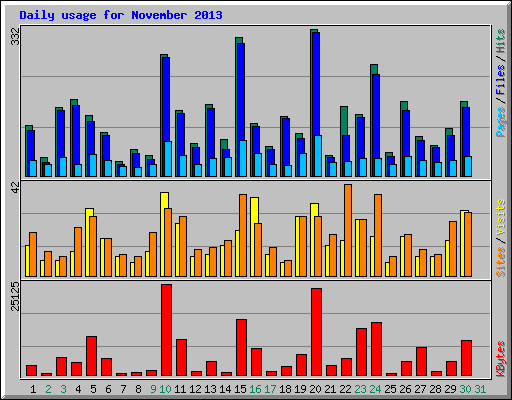 Daily usage for November 2013
332
42
25125
Pages / Files / Hits
Sites / Visits
KBytes
1 2 3 4 5 6 7 8 9 10 11 12 13 14 15 16 17 18 19 20 21 22 23 24 25 26 27 28 29 30 31